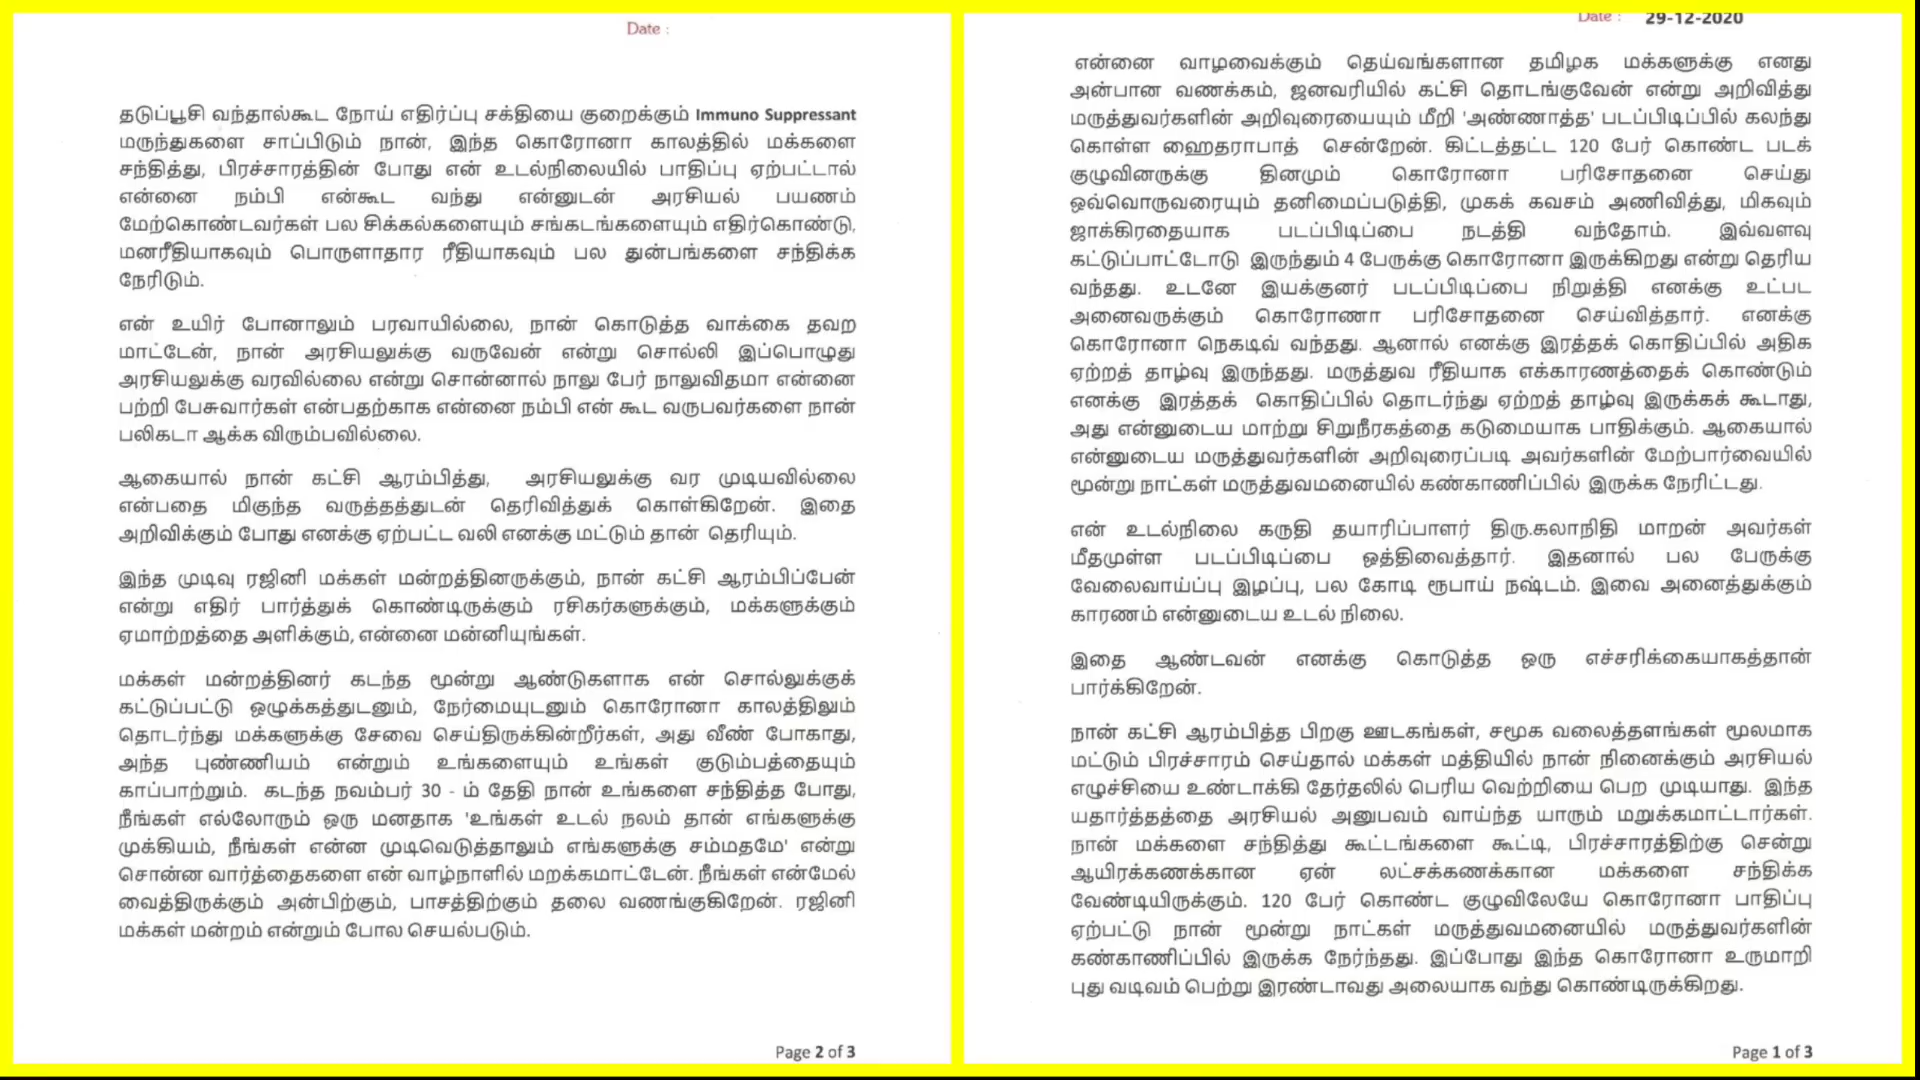 Date :
தடுப்பூசி வந்தால்கூட நோய் எதிர்ப்பு சக்தியை குறைக்கும் Immuno Suppressant
மருந்துகளை சாப்பிடும் நான், இந்த கொரோனா காலத்தில் மக்களை
சந்தித்து, பிரச்சாரத்தின் போது என் உடல்நிலையில் பாதிப்பு ஏற்பட்டால்
என்னை நம்பி என்கூட வந்து என்னுடன் அரசியல் பயணம்
மேற்கொண்டவர்கள் பல சிக்கல்களையும் சங்கடங்களையும் எதிர்கொண்டு,
மனரீதியாகவும் பொருளாதார ரீதியாகவும் பல துன்பங்களை சந்திக்க
நேரிடும்.
என் உயிர் போனாலும் பரவாயில்லை, நான் கொடுத்த வாக்கை தவற
மாட்டேன், நான் அரசியலுக்கு வருவேன் என்று சொல்லி இப்பொழுது
அரசியலுக்கு வரவில்லை என்று சொன்னால் நாலு பேர் நாலுவிதமா என்னை
பற்றி பேசுவார்கள் என்பதற்காக என்னை நம்பி என் கூட வருபவர்களை நான்
பலிகடா ஆக்க விரும்பவில்லை.
ஆகையால் நான் கட்சி ஆரம்பித்து, அரசியலுக்கு வர முடியவில்லை
என்பதை மிகுந்த வருத்தத்துடன் தெரிவித்துக் கொள்கிறேன். இதை
அறிவிக்கும் போது எனக்கு ஏற்பட்ட வலி எனக்கு மட்டும் தான் தெரியும்.
இந்த முடிவு ரஜினி மக்கள் மன்றத்தினருக்கும், நான் கட்சி ஆரம்பிப்பேன்
என்று எதிர் பார்த்துக் கொண்டிருக்கும் ரசிகர்களுக்கும், மக்களுக்கும்
ஏமாற்றத்தை அளிக்கும், என்னை மன்னியுங்கள்.
மக்கள் மன்றத்தினர் கடந்த மூன்று ஆண்டுகளாக என் சொல்லுக்குக்
கட்டுப்பட்டு ஒழுக்கத்துடனும், நேர்மையுடனும் கொரோனா காலத்திலும்
தொடர்ந்து மக்களுக்கு சேவை செய்திருக்கின்றீர்கள், அது வீண் போகாது,
அந்த புண்ணியம் என்றும் உங்களையும் உங்கள் குடும்பத்தையும்
காப்பாற்றும். கடந்த நவம்பர் 30 - ம் தேதி நான் உங்களை சந்தித்த போது,
நீங்கள் எல்லோரும் ஒரு மனதாக 'உங்கள் உடல் நலம் தான் எங்களுக்கு
முக்கியம், நீங்கள் என்ன முடிவெடுத்தாலும் எங்களுக்கு சம்மதமே' என்று
சொன்ன வார்த்தைகளை என் வாழ்நாளில் மறக்கமாட்டேன். நீங்கள் என்மேல்
வைத்திருக்கும் அன்பிற்கும், பாசத்திற்கும் தலை வணங்குகிறேன். ரஜினி
மக்கள் மன்றம் என்றும் போல செயல்படும்.
Page 2 of 3
Date : 29-12-2020
என்னை வாழவைக்கும் தெய்வங்களான தமிழக மக்களுக்கு எனது
அன்பான வணக்கம், ஜனவரியில் கட்சி தொடங்குவேன் என்று அறிவித்து
மருத்துவர்களின் அறிவுரையையும் மீறி 'அண்ணாத்த' படப்பிடிப்பில் கலந்து
கொள்ள ஹைதராபாத் சென்றேன். கிட்டத்தட்ட 120 பேர் கொண்ட படக்
குழுவினருக்கு தினமும் கொரோனா பரிசோதனை செய்து
ஒவ்வொருவரையும் தனிமைப்படுத்தி, முகக் கவசம் அணிவித்து, மிகவும்
ஜாக்கிரதையாக படப்பிடிப்பை நடத்தி வந்தோம். இவ்வளவு
கட்டுப்பாட்டோடு இருந்தும் 4 பேருக்கு கொரோனா இருக்கிறது என்று தெரிய
வந்தது. உடனே இயக்குனர் படப்பிடிப்பை நிறுத்தி எனக்கு உட்பட
அனைவருக்கும் கொரோணா பரிசோதனை செய்வித்தார். எனக்கு
கொரோனா நெகடிவ் வந்தது. ஆனால் எனக்கு இரத்தக் கொதிப்பில் அதிக
ஏற்றத் தாழ்வு இருந்தது. மருத்துவ ரீதியாக எக்காரணத்தைக் கொண்டும்
எனக்கு இரத்தக் கொதிப்பில் தொடர்ந்து ஏற்றத் தாழ்வு இருக்கக் கூடாது,
அது என்னுடைய மாற்று சிறுநீரகத்தை கடுமையாக பாதிக்கும். ஆகையால்
என்னுடைய மருத்துவர்களின் அறிவுரைப்படி அவர்களின் மேற்பார்வையில்
மூன்று நாட்கள் மருத்துவமனையில் கண்காணிப்பில் இருக்க நேரிட்டது.
என் உடல்நிலை கருதி தயாரிப்பாளர் திரு.கலாநிதி மாறன் அவர்கள்
மீதமுள்ள படப்பிடிப்பை ஒத்திவைத்தார். இதனால் பல பேருக்கு
வேலைவாய்ப்பு இழப்பு, பல கோடி ரூபாய் நஷ்டம். இவை அனைத்துக்கும்
காரணம் என்னுடைய உடல் நிலை.
இதை ஆண்டவன் எனக்கு கொடுத்த ஒரு எச்சரிக்கையாகத்தான்
பார்க்கிறேன்.
நான் கட்சி ஆரம்பித்த பிறகு ஊடகங்கள், சமூக வலைத்தளங்கள் மூலமாக
மட்டும் பிரச்சாரம் செய்தால் மக்கள் மத்தியில் நான் நினைக்கும் அரசியல்
எழுச்சியை உண்டாக்கி தேர்தலில் பெரிய வெற்றியை பெற முடியாது. இந்த
யதார்த்தத்தை அரசியல் அனுபவம் வாய்ந்த யாரும் மறுக்கமாட்டார்கள்.
நான் மக்களை சந்தித்து கூட்டங்களை கூட்டி, பிரச்சாரத்திற்கு சென்று
ஆயிரக்கணக்கான ஏன் லட்சக்கணக்கான மக்களை சந்திக்க
வேண்டியிருக்கும். 120 பேர் கொண்ட குழுவிலேயே கொரோனா பாதிப்பு
ஏற்பட்டு நான் மூன்று நாட்கள் மருத்துவமனையில் மருத்துவர்களின்
கண்காணிப்பில் இருக்க நேர்ந்தது. இப்போது இந்த கொரோனா உருமாறி
புது வடிவம் பெற்று இரண்டாவது அலையாக வந்து கொண்டிருக்கிறது.
Page 1 of 3